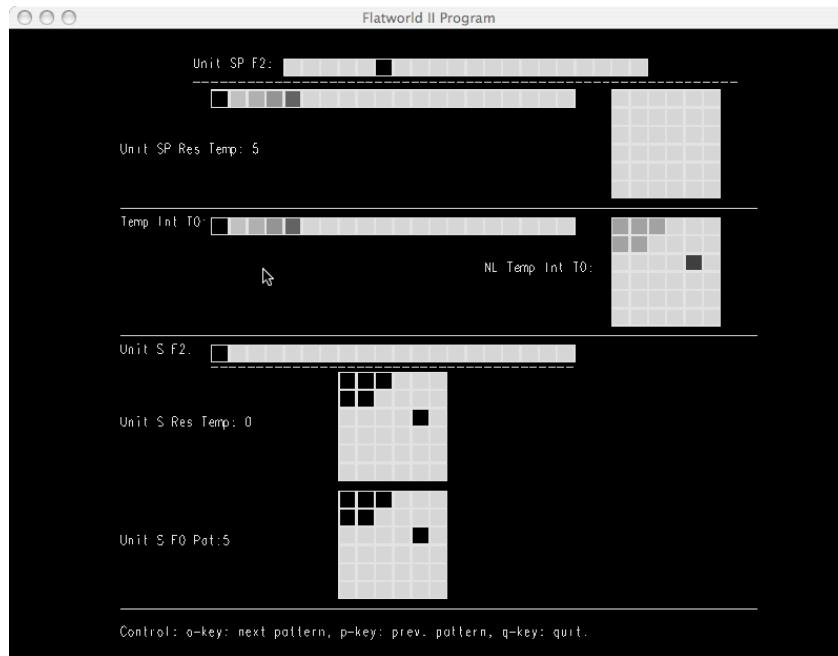 Flatworld II Program
Unit SP F2:
Unit SP Res Temp: 5
Temp Int T0:
NL Temp Int T0:
Unit S F2.
Unit S Res Temp: 0
Unit S F0 Pat:5
Control: o-key: next pattern, p-key: prev. pattern, q-key: quit.